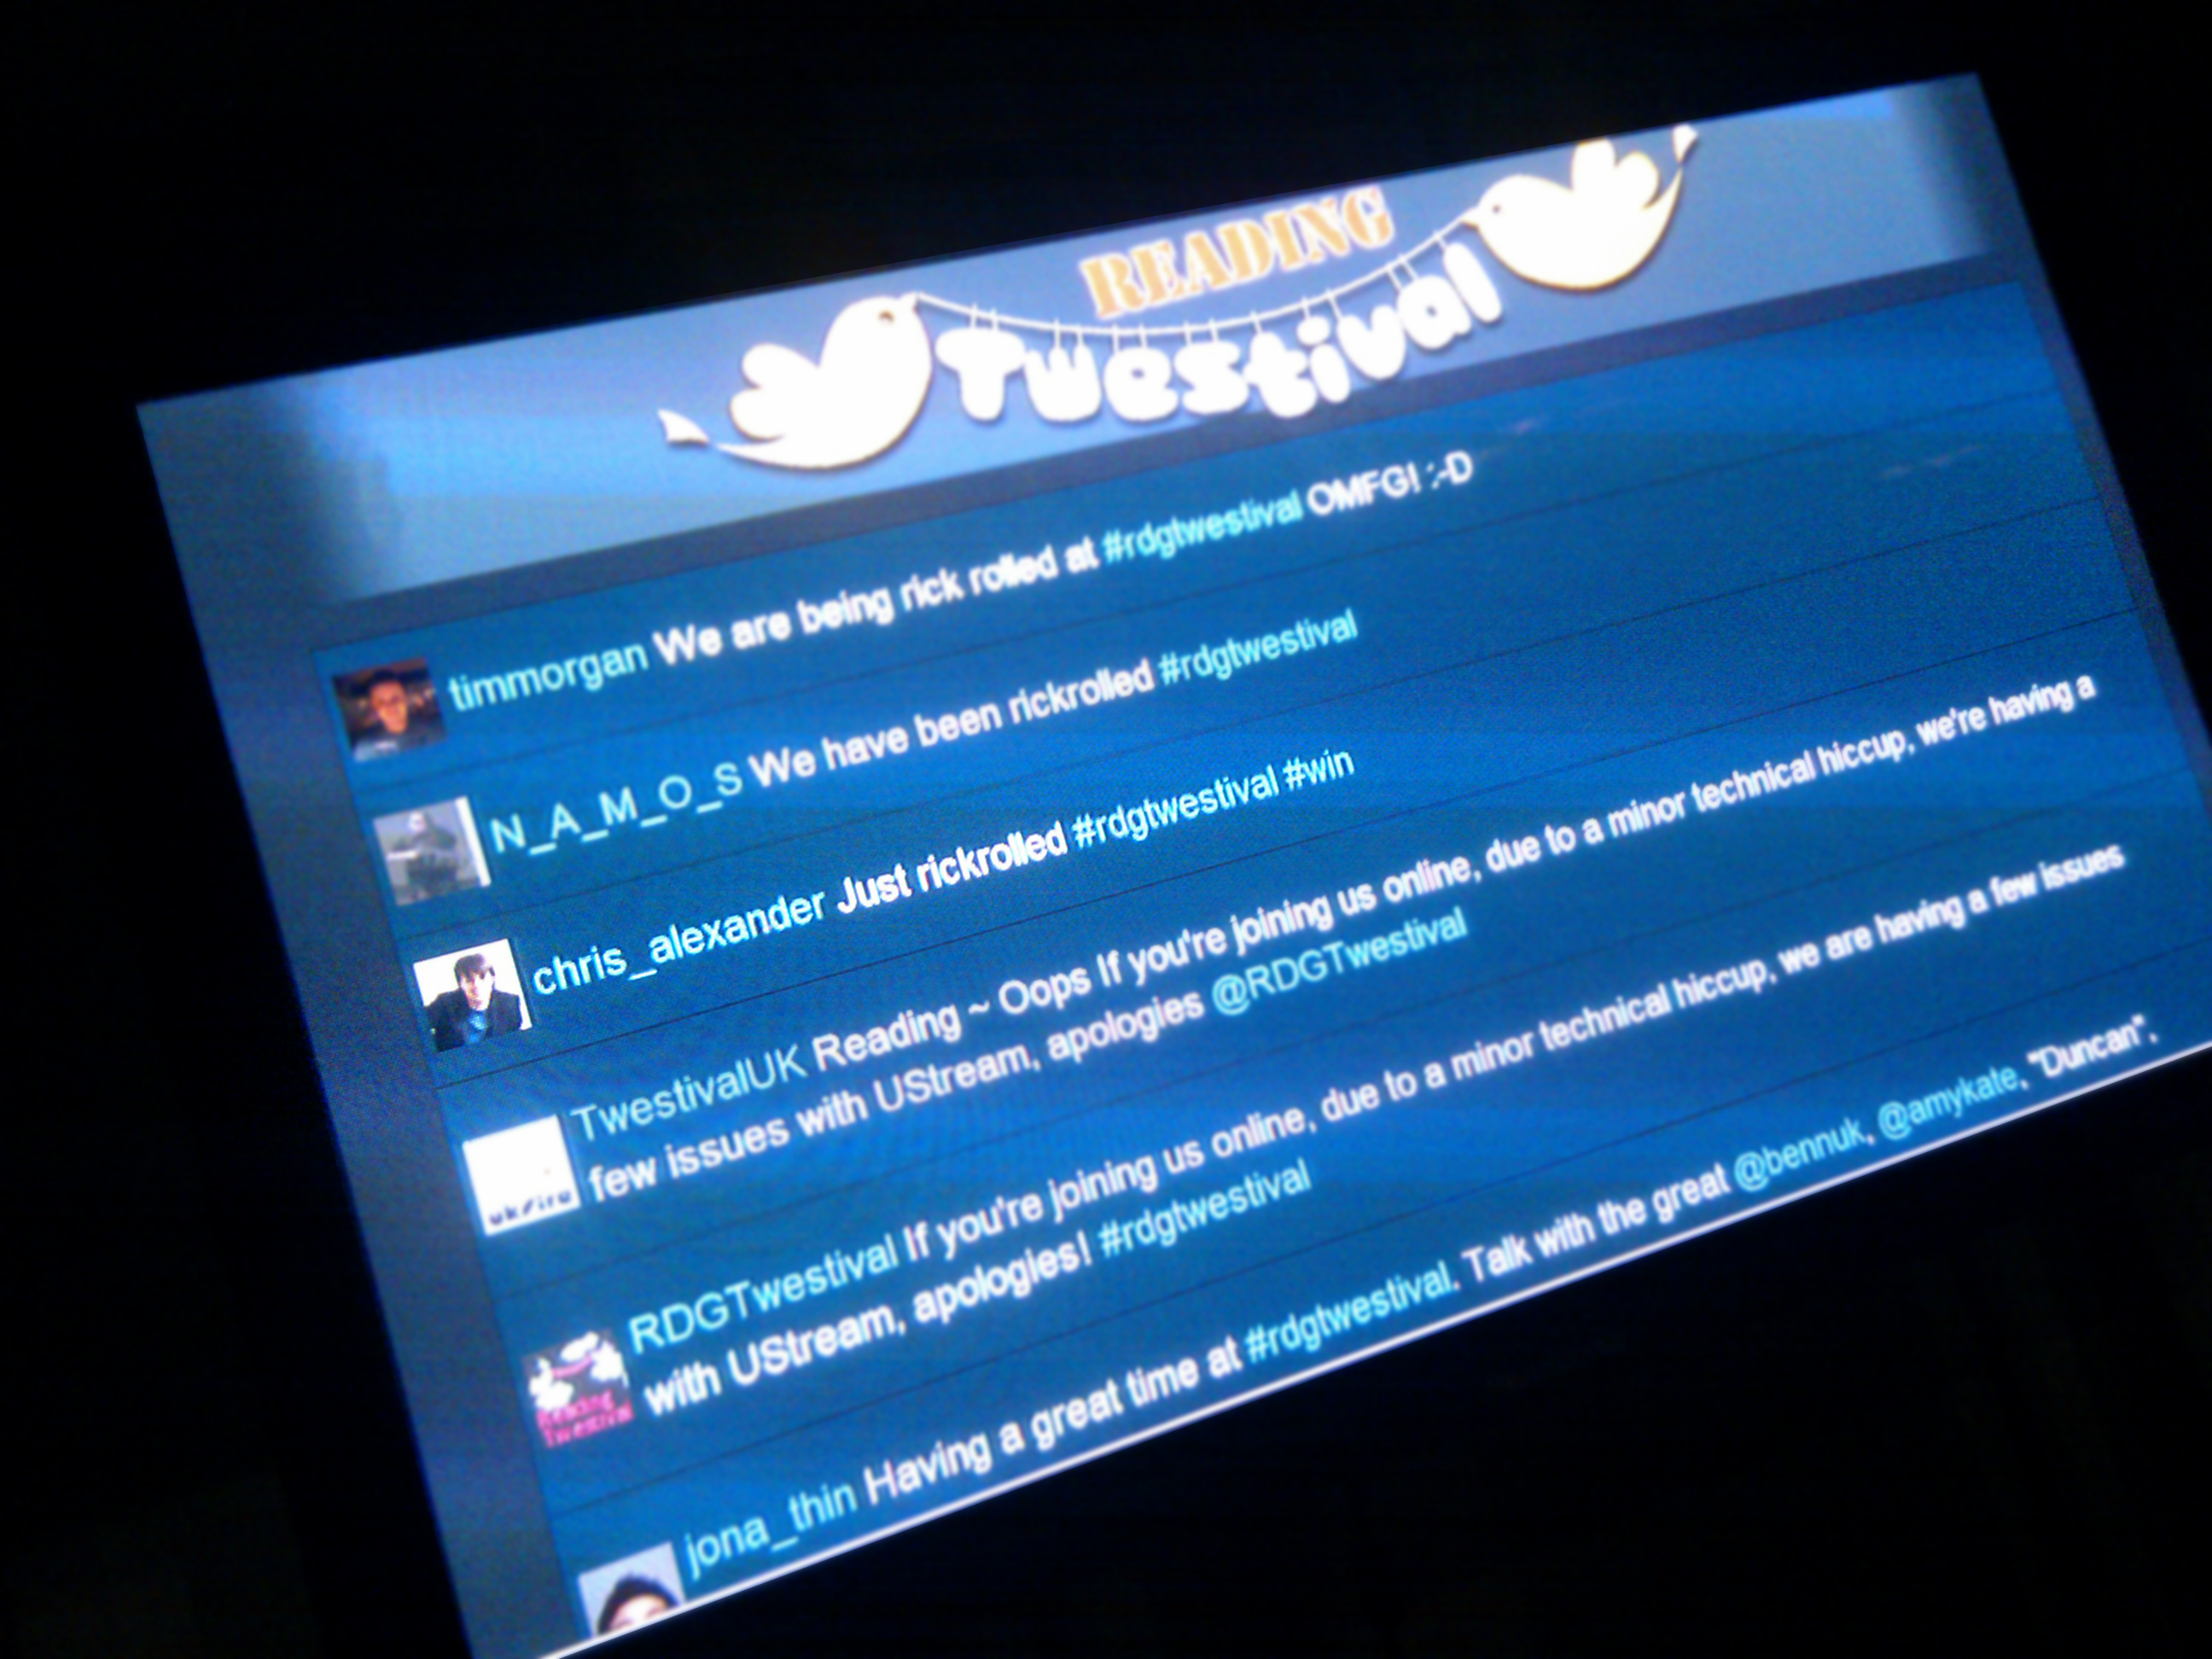 READING
Twestival
timmorgan We are being rick rolled at #rdgtwestival OMFG! :-D
N_A_M_O_S We have been rickrolled #rdgtwestival
chris_alexander Just rickrolled #rdgtwestival #win
TwestivalUK Reading ~ Oops If you're joining us online, due to a minor technical hiccup, we're having a
few issues with UStream, apologies @RDGTwestival
uk/ire
RDGTwestival If you're joining us online, due to a minor technical hiccup, we are having a few issues
with UStream, apologies! #rdgtwestival
Reading
Twestival
jona_thin Having a great time at #rdgtwestival. Talk with the great @bennuk, @amykate, "Duncan",